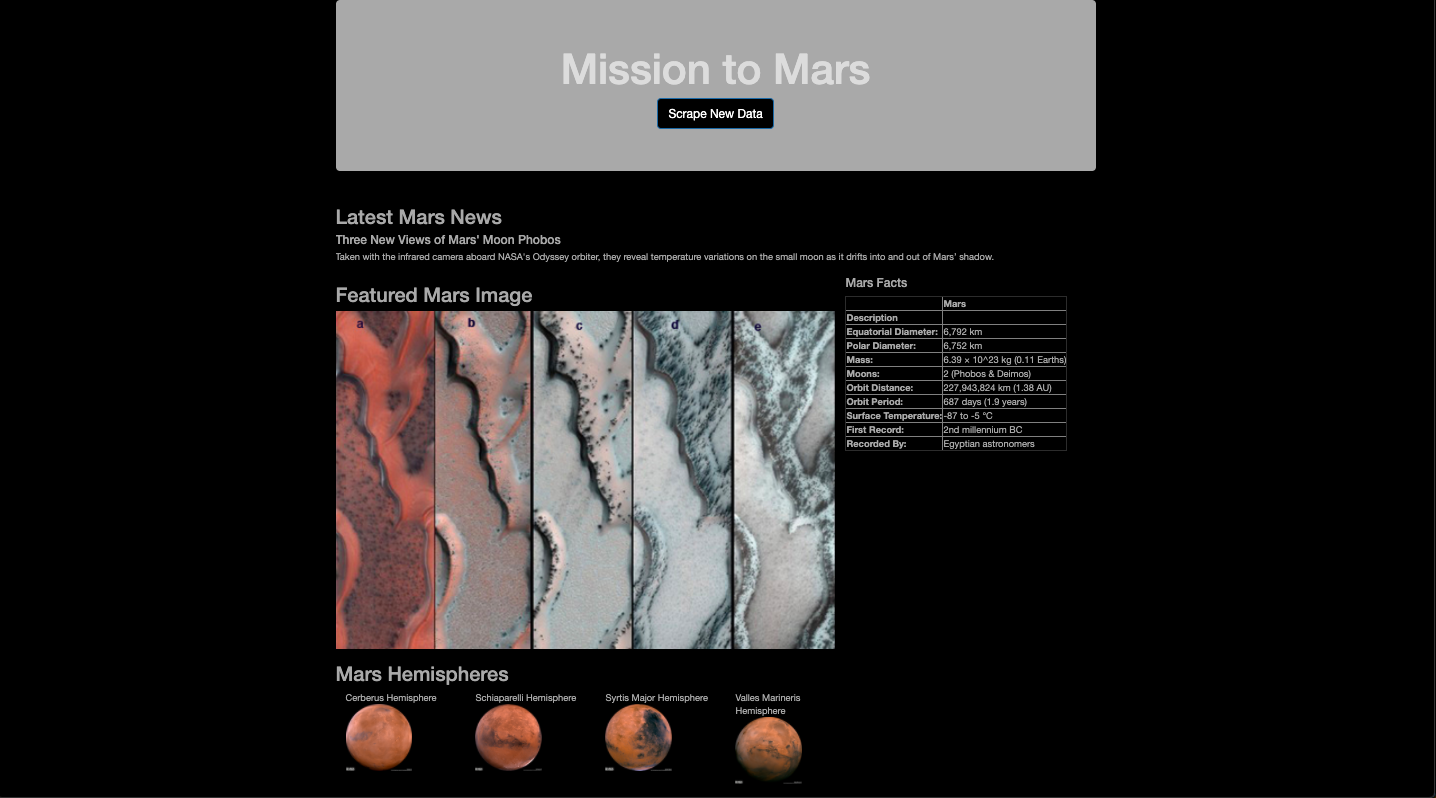 Mission to Mars
Scrape New Data
Latest Mars News
Three New Views of Mars' Moon Phobos
Taken with the infrared camera aboard NASA's Odyssey orbiter, they reveal temperature variations on the small moon as it drifts into and out of Mars' shadow.
Featured Mars Image
a b c d e
Mars Facts
Mars
Description
Equatorial Diameter: 6,792 km
Polar Diameter: 6,752 km
Mass: 6.39 × 10^23 kg (0.11 Earths)
Moons: 2 (Phobos & Deimos)
Orbit Distance: 227,943,824 km (1.38 AU)
Orbit Period: 687 days (1.9 years)
Surface Temperature: -87 to -5 °C
First Record: 2nd millennium BC
Recorded By: Egyptian astronomers
Mars Hemispheres
Cerberus Hemisphere
Schiaparelli Hemisphere
Syrtis Major Hemisphere
Valles Marineris
Hemisphere